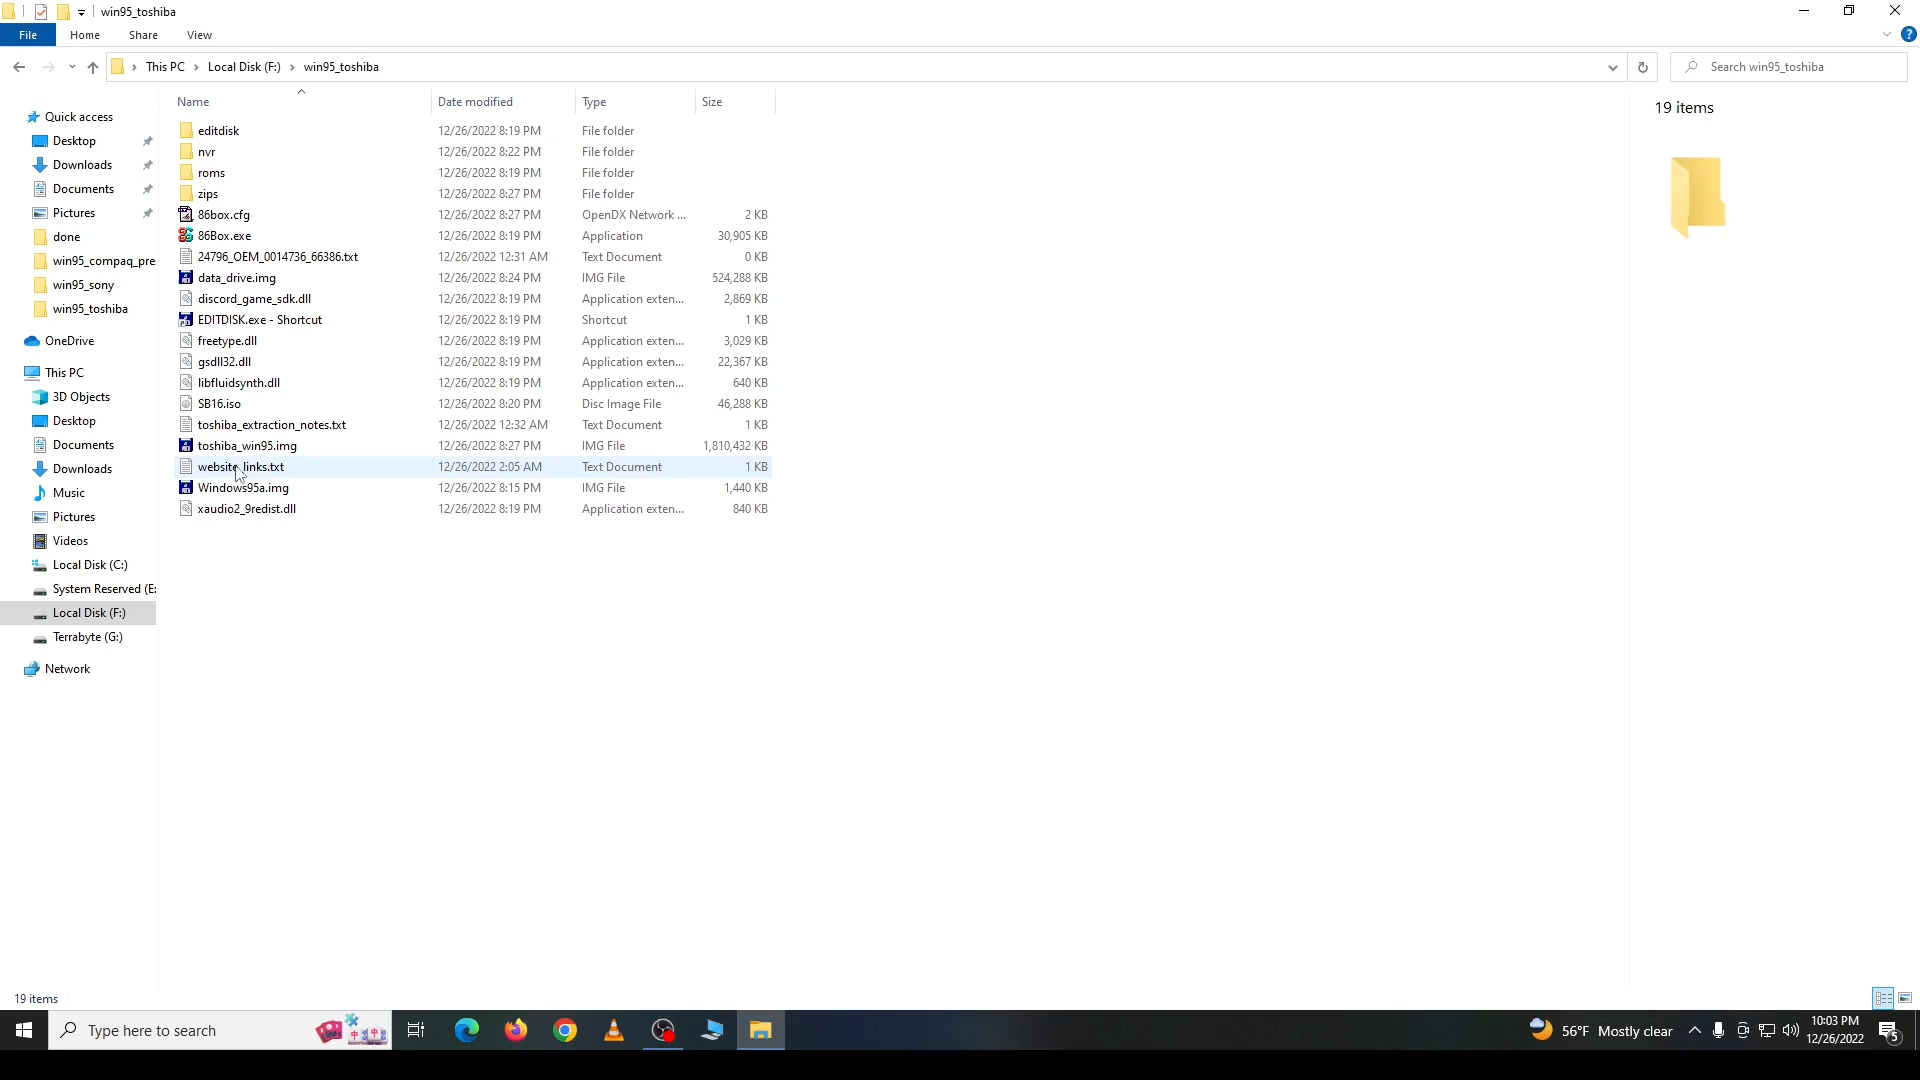 win95_toshiba
File Home Share View
This PC Local Disk (F:) win95_toshiba Search win95_toshiba
Name Date modified Type Size
19 items
Quick access
Desktop
Downloads
Documents
Pictures
done
win95_compaq_pre
win95_sony
win95_toshiba
OneDrive
This PC
3D Objects
Desktop
Documents
Downloads
Music
Pictures
Videos
Local Disk (C:)
System Reserved (E:
Local Disk (F:)
Terrabyte (G:)
Network
editdisk 12/26/2022 8:19 PM File folder
nvr 12/26/2022 8:22 PM File folder
roms 12/26/2022 8:19 PM File folder
zips 12/26/2022 8:27 PM File folder
86box.cfg 12/26/2022 8:27 PM OpenDX Network ... 2 KB
86Box.exe 12/26/2022 8:19 PM Application 30,905 KB
24796_OEM_0014736_66386.txt 12/26/2022 12:31 AM Text Document 0 KB
data_drive.img 12/26/2022 8:24 PM IMG File 524,288 KB
discord_game_sdk.dll 12/26/2022 8:19 PM Application exten... 2,869 KB
EDITDISK.exe - Shortcut 12/26/2022 8:19 PM Shortcut 1 KB
freetype.dll 12/26/2022 8:19 PM Application exten... 3,029 KB
gsdll32.dll 12/26/2022 8:19 PM Application exten... 22,367 KB
libfluidsynth.dll 12/26/2022 8:19 PM Application exten... 640 KB
SB16.iso 12/26/2022 8:20 PM Disc Image File 46,288 KB
toshiba_extraction_notes.txt 12/26/2022 12:32 AM Text Document 1 KB
toshiba_win95.img 12/26/2022 8:27 PM IMG File 1,810,432 KB
website_links.txt 12/26/2022 2:05 AM Text Document 1 KB
Windows95a.img 12/26/2022 8:15 PM IMG File 1,440 KB
xaudio2_9redist.dll 12/26/2022 8:19 PM Application exten... 840 KB
19 items
Type here to search
56°F Mostly clear
10:03 PM
12/26/2022
5